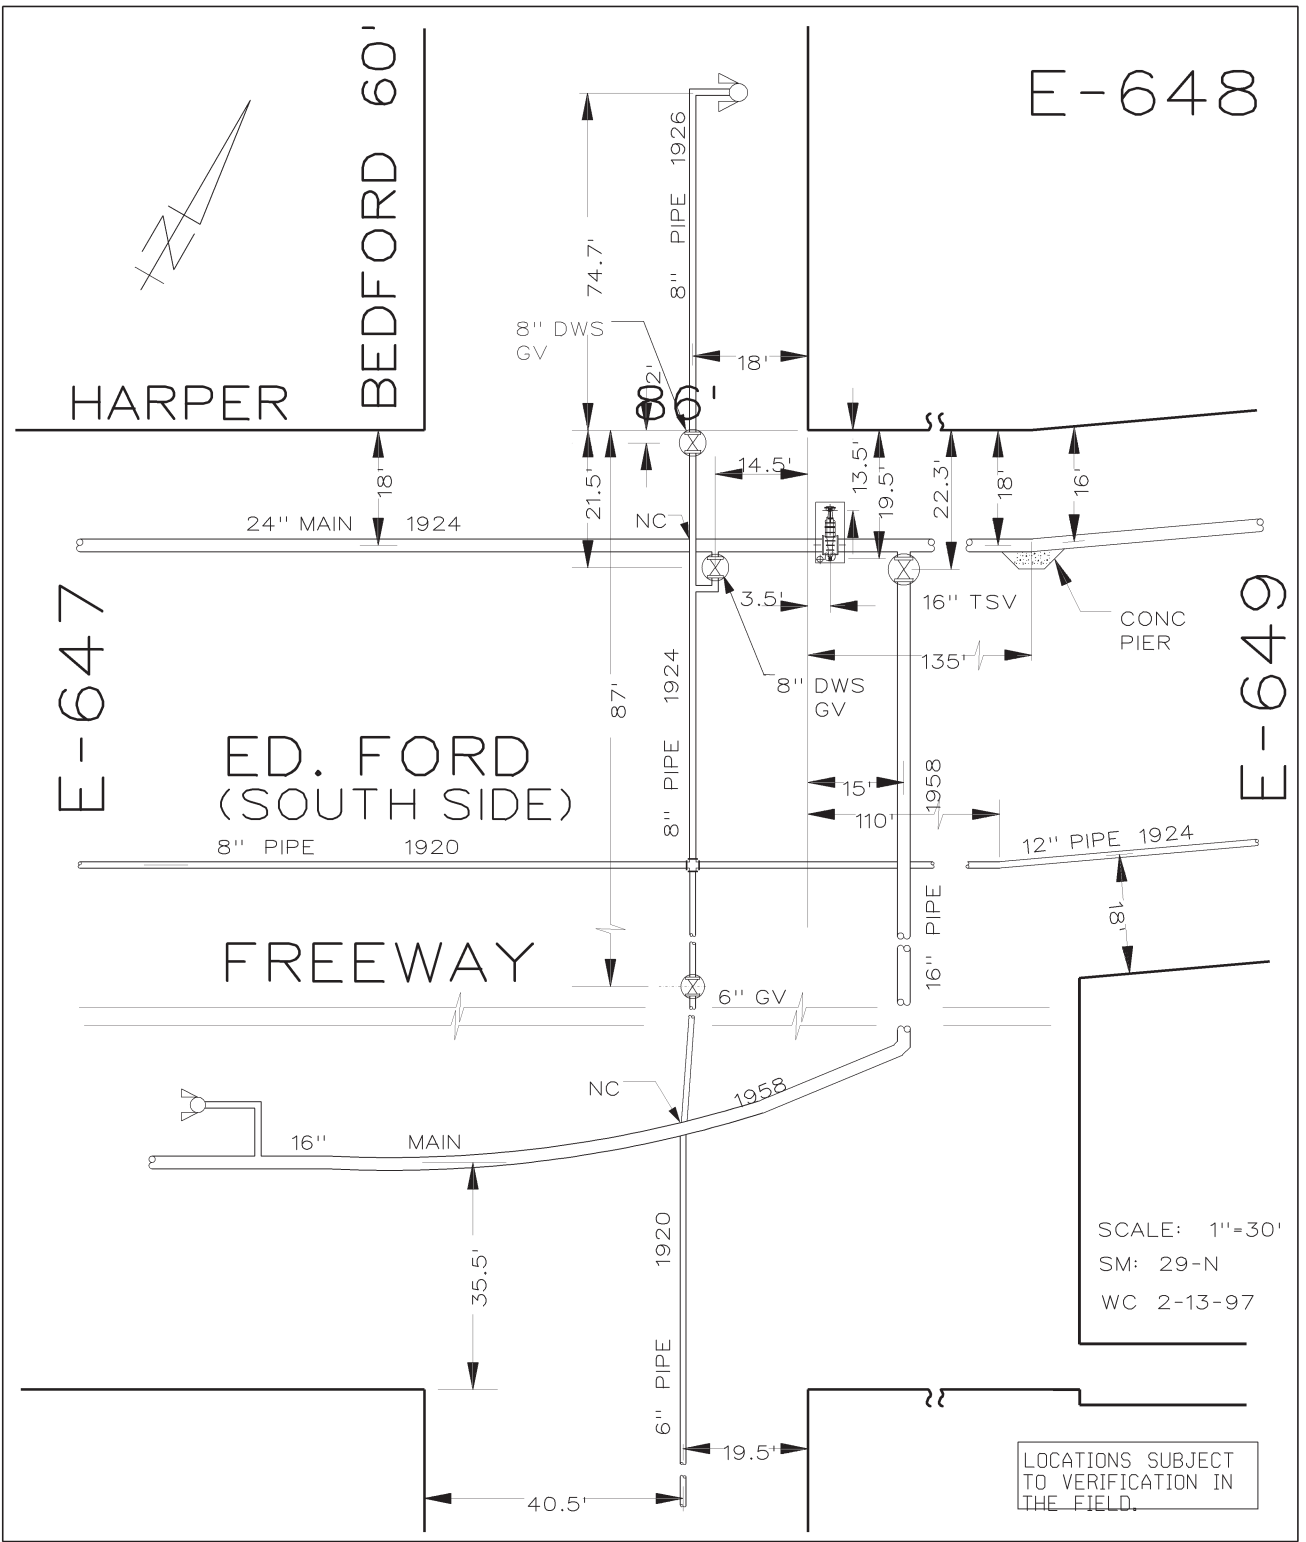 BEDFORD 60'
E-648
8" PIPE 1926
74.7'
8" DWS
GV
18'
2'
HARPER
86'
18'
21.5'
14.5'
13.5'
19.5'
22.3'
18'
16'
24" MAIN 1924
NC
E-647
3.5'
16" TSV
CONC
PIER
E-649
135'
8" DWS
GV
87'
8" PIPE 1924
ED. FORD
(SOUTH SIDE)
15'
110'
16" PIPE 1958
8" PIPE 1920
12" PIPE 1924
18'
FREEWAY
6" GV
NC
1958
16" MAIN
35.5'
6" PIPE 1920
SCALE: 1"=30'
SM: 29-N
WC 2-13-97
19.5'
40.5'
LOCATIONS SUBJECT
TO VERIFICATION IN
THE FIELD.
N